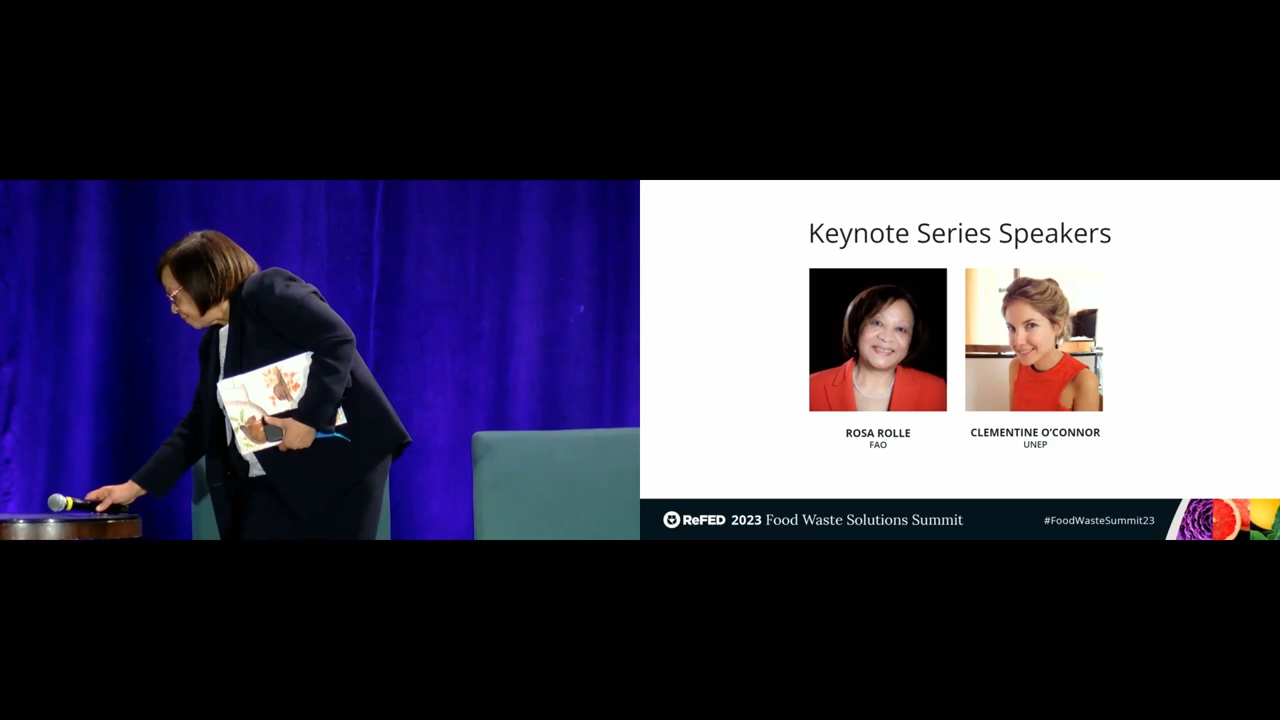 Keynote Series Speakers
ROSA ROLLE
FAO
CLEMENTINE O'CONNOR
UNEP
ReFED 2023 Food Waste Solutions Summit
#FoodWasteSummit23